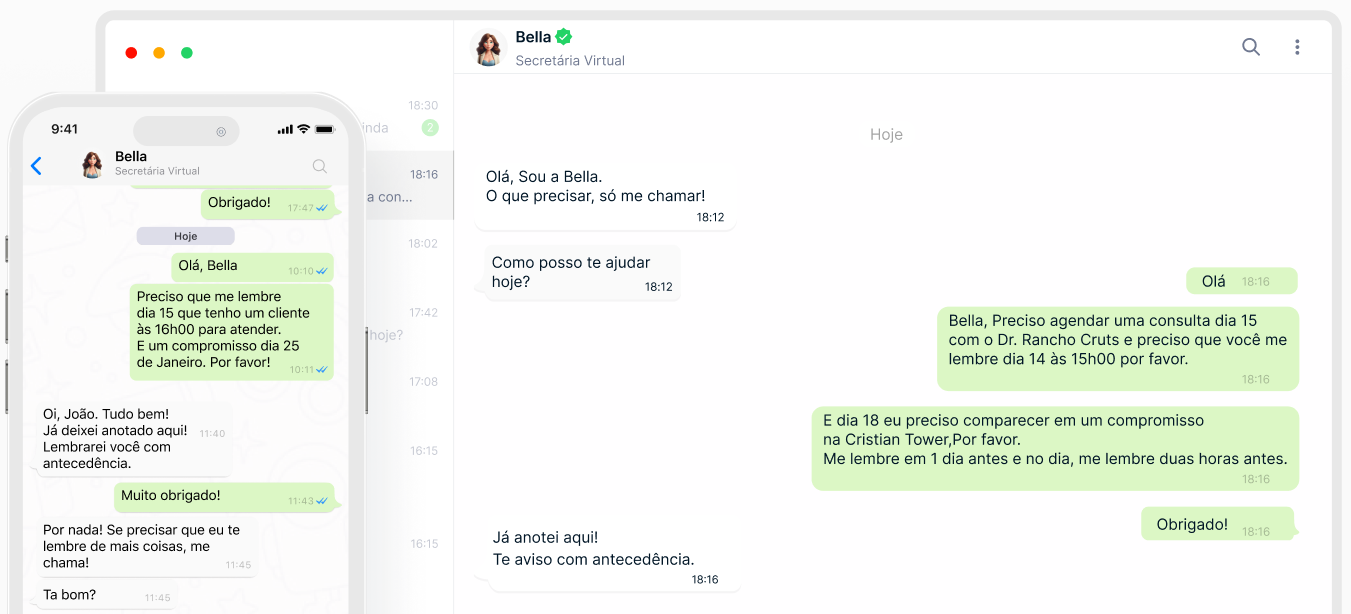 9:41
Bella
Secretária Virtual
Obrigado!
17:47
Hoje
Olá, Bella
10:10
Preciso que me lembre
dia 15 que tenho um cliente
às 16h00 para atender.
E um compromisso dia 25
de Janeiro. Por favor!
10:11
Oi, João. Tudo bem!
Já deixei anotado aqui!
11:40
Lembrarei você com
antecedência.
Muito obrigado!
11:43
Por nada! Se precisar que eu te
lembre de mais coisas, me
chama!
11:45
Ta bom?
11:45
18:30
inda
2
18:16
a con...
18:02
17:42
hoje?
17:08
16:15
16:15
Bella
Secretária Virtual
Hoje
Olá, Sou a Bella.
O que precisar, só me chamar!
18:12
Como posso te ajudar
hoje?
18:12
Olá
18:16
Bella, Preciso agendar uma consulta dia 15
com o Dr. Rancho Cruts e preciso que você me
lembre dia 14 às 15h00 por favor.
18:16
E dia 18 eu preciso comparecer em um compromisso
na Cristian Tower,Por favor.
Me lembre em 1 dia antes e no dia, me lembre duas horas antes.
18:16
Obrigado!
18:16
Já anotei aqui!
Te aviso com antecedência.
18:16